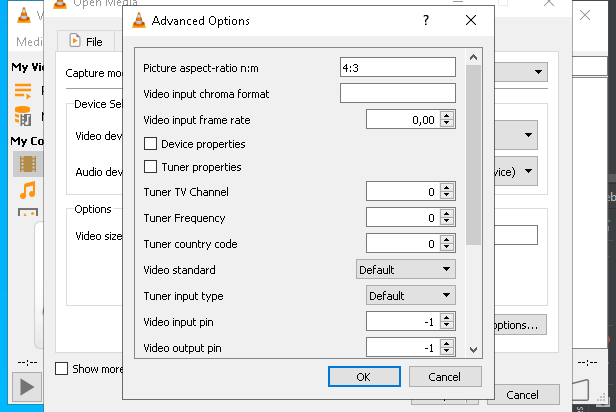 Open Media
Advanced Options
?
Medi
File
My Vi
Capture mo
Device Se
Video dev
My Co
Audio dev
vice)
Options
Video size
options...
Show more
Cancel
--:--
--:--
Picture aspect-ratio n:m
4:3
Video input chroma format
Video input frame rate
0,00
Device properties
Tuner properties
Tuner TV Channel
0
Tuner Frequency
0
Tuner country code
0
Video standard
Default
Tuner input type
Default
Video input pin
-1
Video output pin
-1
OK
Cancel